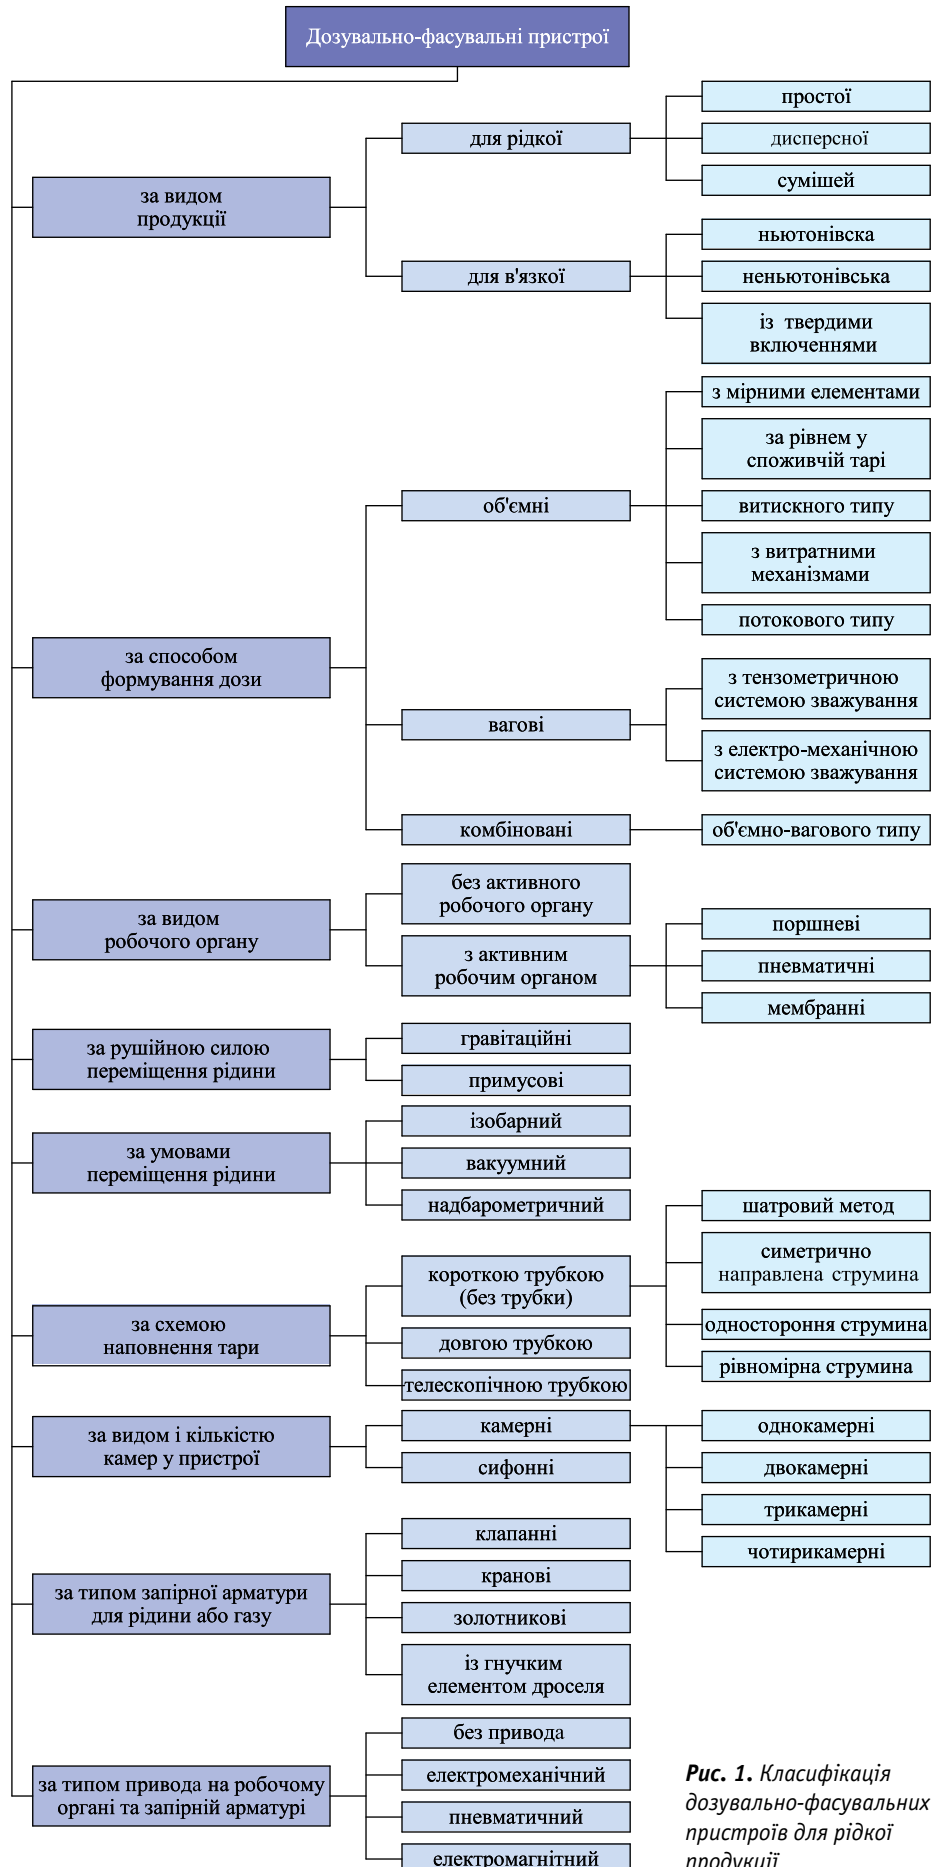 Дозувально-фасувальні пристрої
за видом
продукції
для рідкої
простої
дисперсної
сумішей
для в'язкої
ньютонівска
неньютонівська
із твердими
включеннями
за способом
формування дози
об'ємні
з мірними елементами
за рівнем у
споживчій тарі
витискного типу
з витратними
механізмами
потокового типу
вагові
з тензометричною
системою зважування
з електро-механічною
системою зважування
комбіновані
об'ємно-вагового типу
за видом
робочого органу
без активного
робочого органу
з активним
робочим органом
поршневі
пневматичні
мембранні
за рушійною силою
переміщення рідини
гравітаційні
примусові
за умовами
переміщення рідини
ізобарний
вакуумний
надбарометричний
за схемою
наповнення тари
короткою трубкою
(без трубки)
шатровий метод
симетрично
направлена струмина
одностороння струмина
рівномірна струмина
довгою трубкою
телескопічною трубкою
за видом і кількістю
камер у пристрої
камерні
однокамерні
двокамерні
трикамерні
чотирикамерні
сифонні
за типом запірної арматури
для рідини або газу
клапанні
кранові
золотникові
із гнучким
елементом дроселя
за типом привода на робочому
органі та запірній арматурі
без привода
електромеханічний
пневматичний
електромагнітний
Рис. 1. Класифікація
дозувально-фасувальних
пристроїв для рідкої
продукції